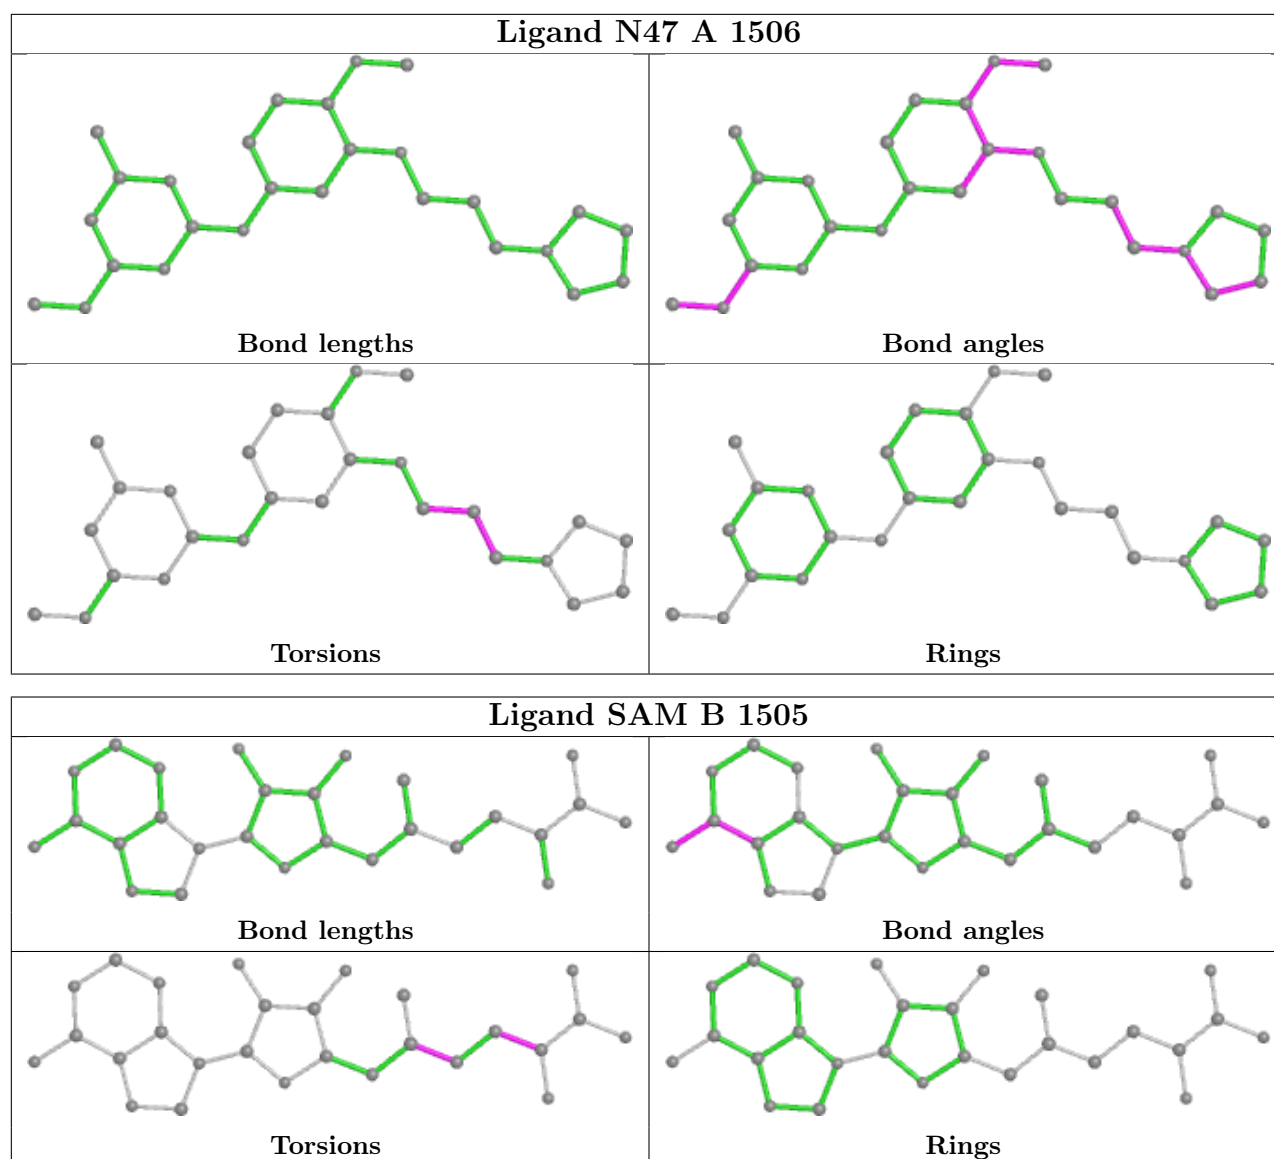 Ligand N47 A 1506
Bond lengths
Bond angles
Torsions
Rings
Ligand SAM B 1505
Bond lengths
Bond angles
Torsions
Rings